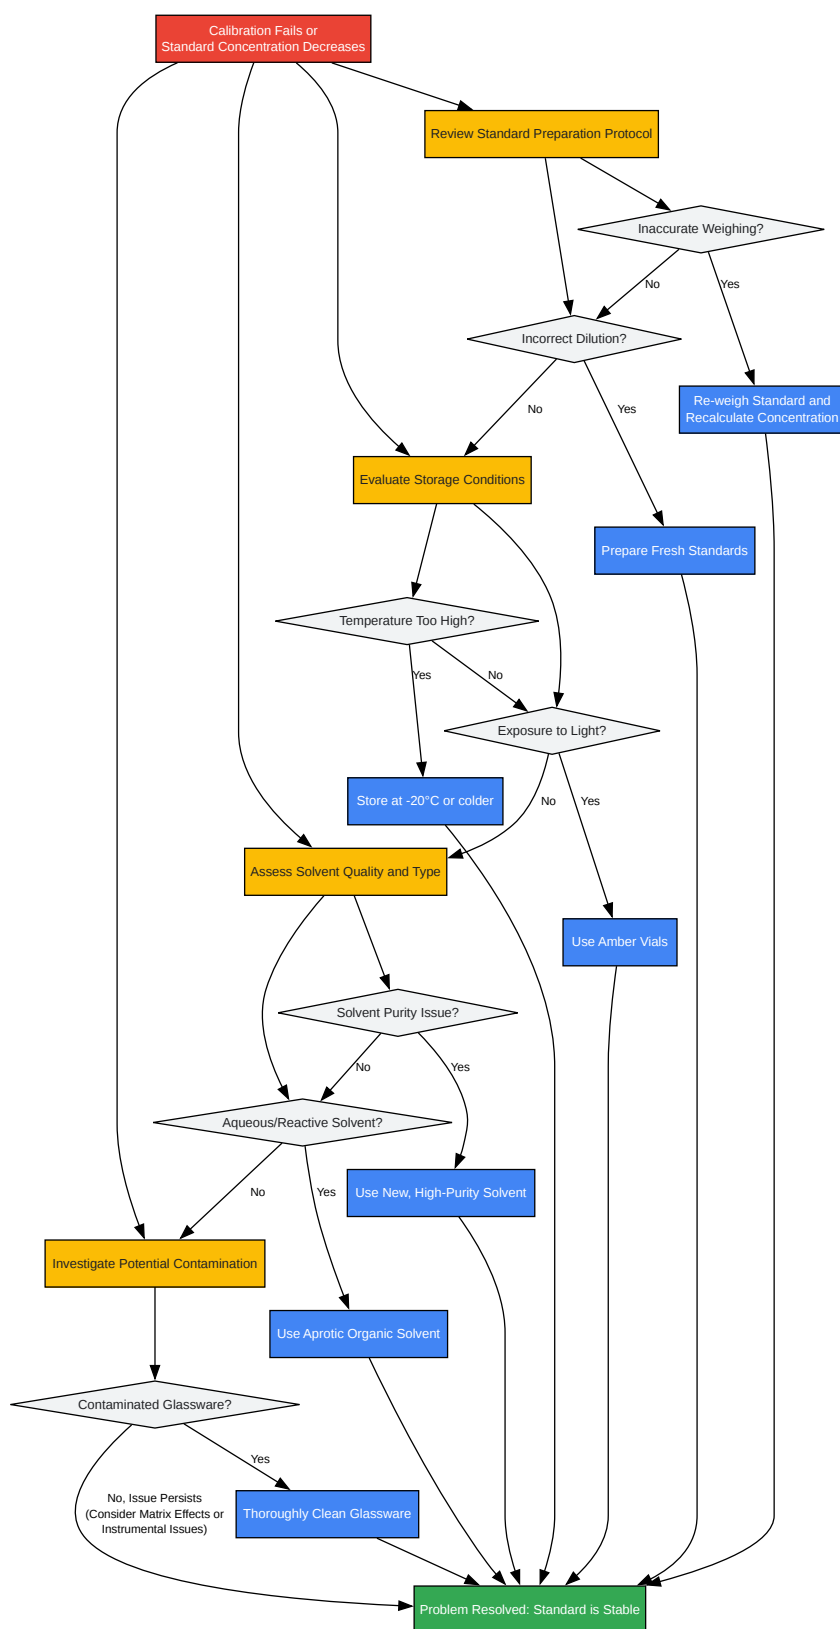 Calibration Fails or
Standard Concentration Decreases
Review Standard Preparation Protocol
Inaccurate Weighing?
No
Yes
Incorrect Dilution?
Re-weigh Standard and
Recalculate Concentration
No
Yes
Evaluate Storage Conditions
Prepare Fresh Standards
Temperature Too High?
Yes
No
Exposure to Light?
Store at -20°C or colder
No
Yes
Assess Solvent Quality and Type
Use Amber Vials
Solvent Purity Issue?
No
Yes
Aqueous/Reactive Solvent?
No
Yes
Use New, High-Purity Solvent
Investigate Potential Contamination
Use Aprotic Organic Solvent
Contaminated Glassware?
Yes
No, Issue Persists
(Consider Matrix Effects or
Instrumental Issues)
Thoroughly Clean Glassware
Problem Resolved: Standard is Stable